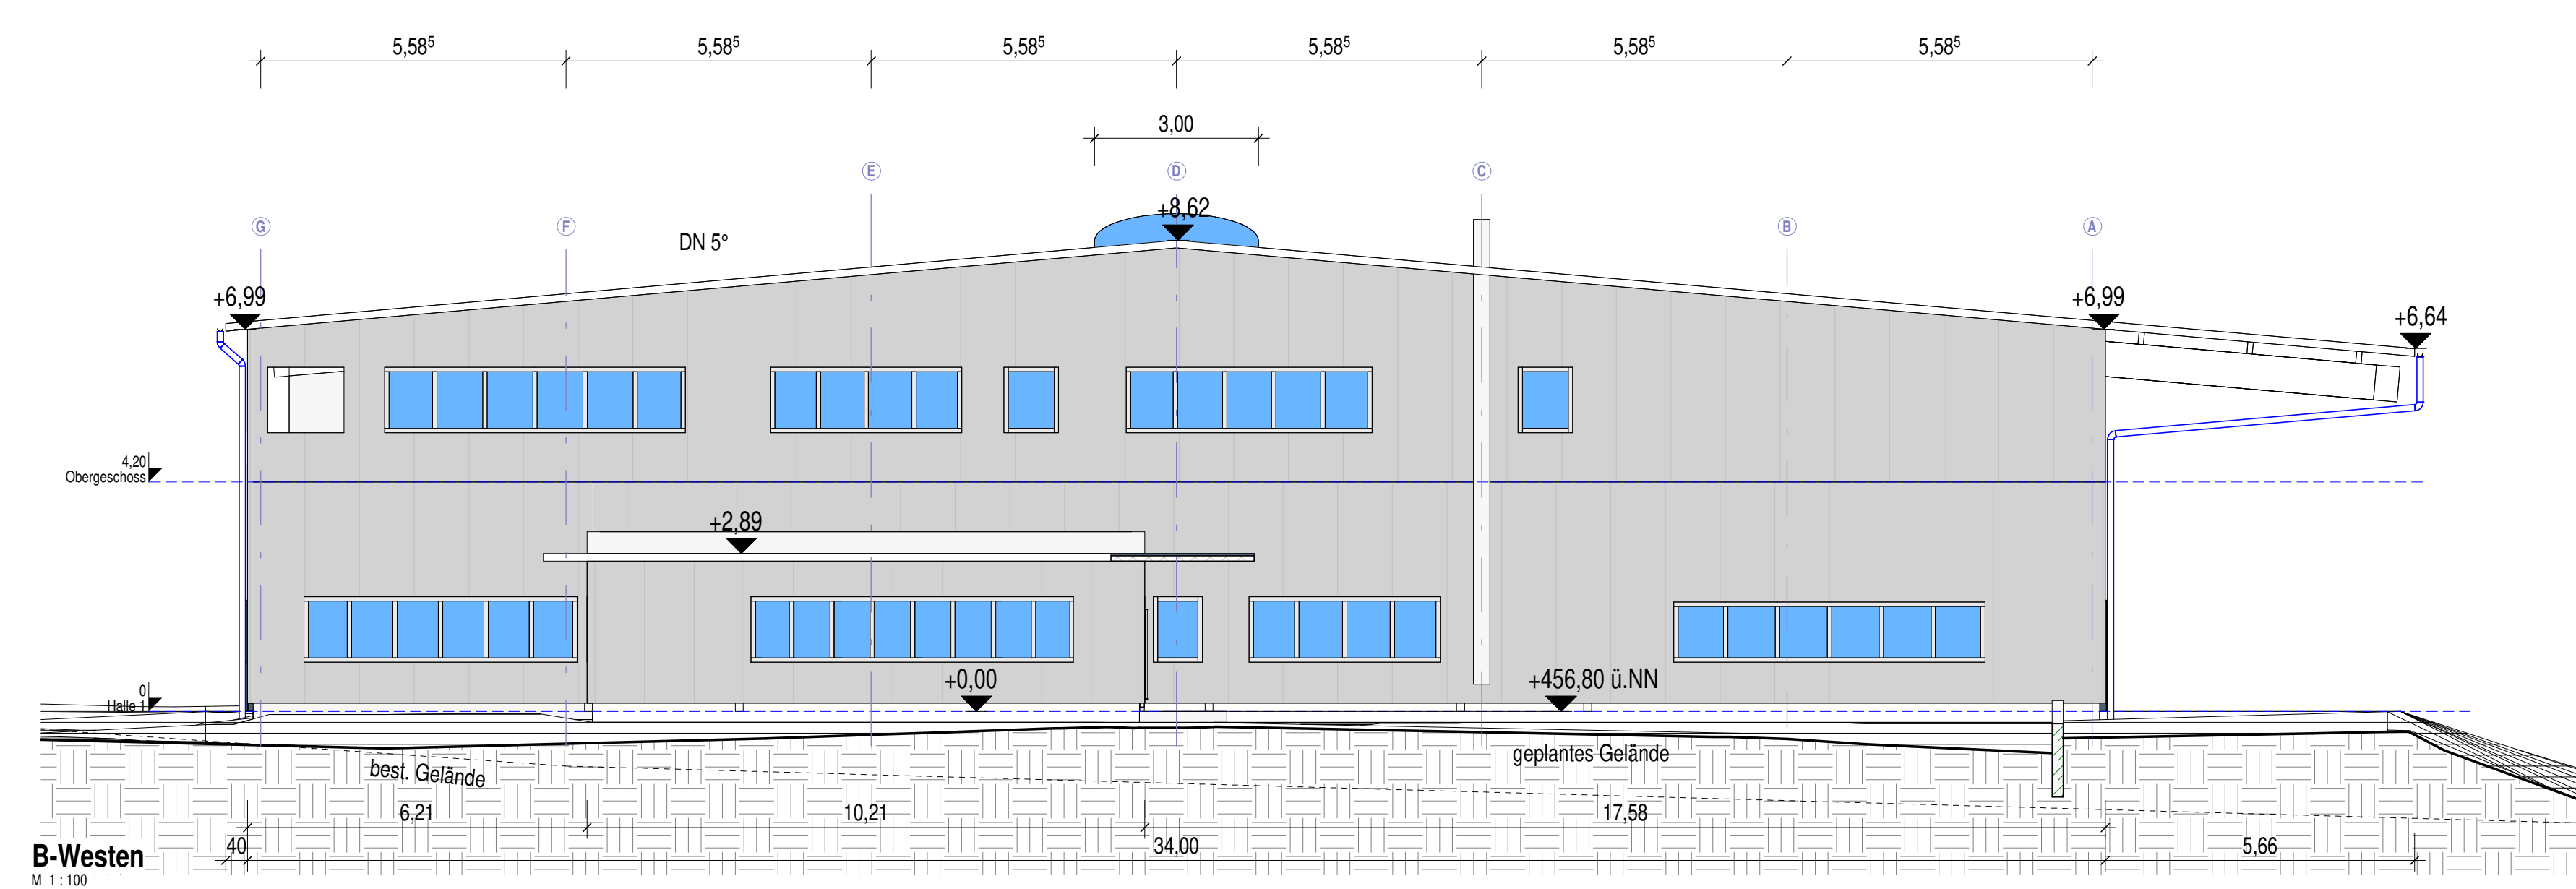 5,58⁵ 5,58⁵ 5,58⁵ 5,58⁵ 5,58⁵ 5,58⁵
3,00
E D C
G F B A
+8,62
DN 5°
+6,99 +6,99
+6,64
4,20
Obergeschoss
+2,89
+0,00 +456,80 ü.NN
0
Halle 1
geplantes Gelände
best. Gelände
6,21 10,21 17,58
40 34,00 5,66
B-Westen
M 1 : 100